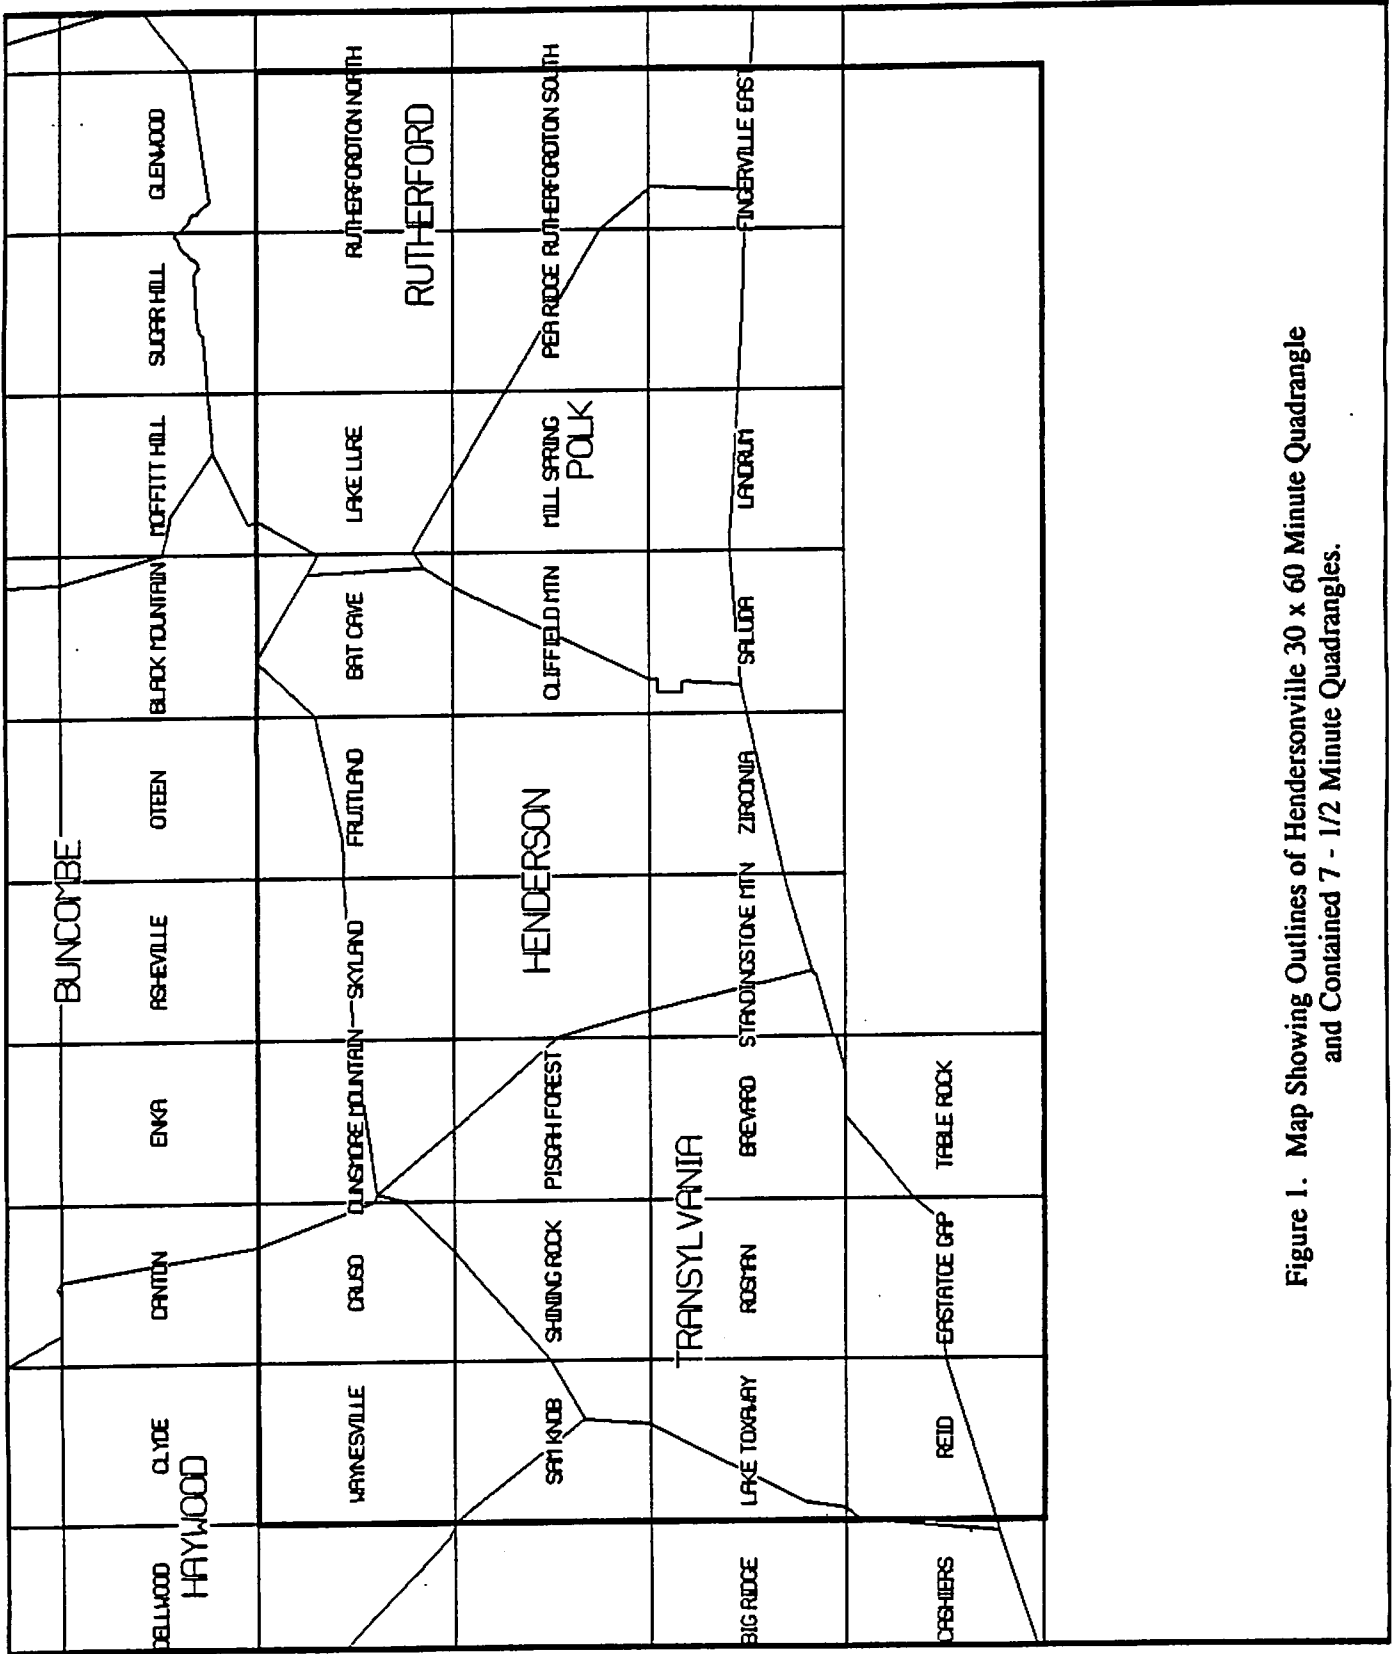 BUNCOMBE
DELLWOOD CLYDE CANTON ENKA ASHEVILLE OTEEN BLACK MOUNTAIN MOFFITT HILL SUGAR HILL GLENWOOD
HAYWOOD
WAYNESVILLE CRUSO DUNSMORE MOUNTAIN SKYLAND FRUITLAND BAT CAVE LAKE LURE RUTHERFORDTON NORTH
RUTHERFORD
HENDERSON
SAM KNOB SHINING ROCK PISGAH FOREST CLIFFIELD MTN MILL SPRING PEA RIDGE RUTHERFORDTON SOUTH
POLK
TRANSYLVANIA
BIG RIDGE LAKE TOXAWAY ROSMAN BREVARD STANDINGSTONE MTN ZIRCONIA SALUDA LANDRUM FINGERVILLE EAST
CASHIERS REID EASTATOE GAP TABLE ROCK
Figure 1. Map Showing Outlines of Hendersonville 30 x 60 Minute Quadrangle
and Contained 7 - 1/2 Minute Quadrangles.